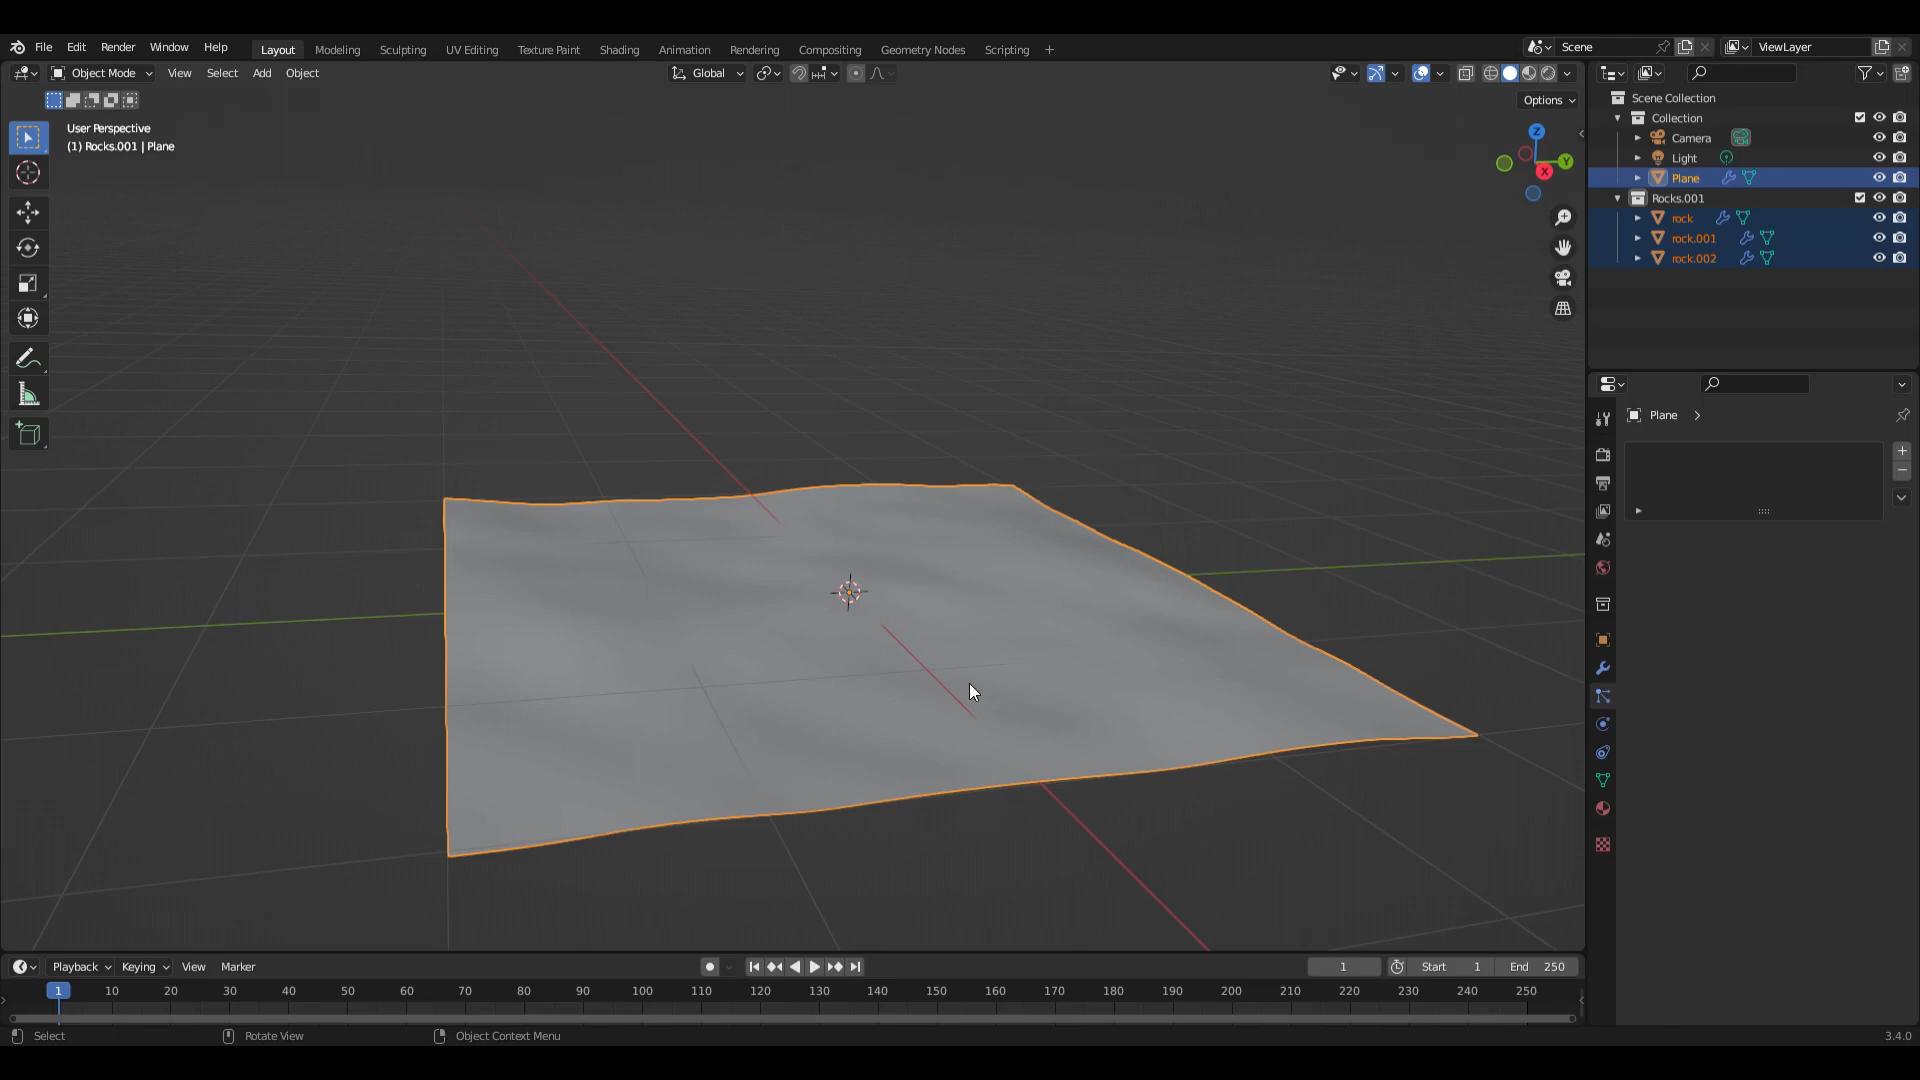 File Edit Render Window Help Layout Modeling Sculpting UV Editing Texture Paint Shading Animation Rendering Compositing Geometry Nodes Scripting + Scene ViewLayer
Object Mode View Select Add Object Global
Options
User Perspective
(1) Rocks.001 | Plane
Z
Y
X
Scene Collection
Collection
Camera
Light
Plane
Rocks.001
rock
rock.001
rock.002
Plane
Playback Keying View Marker 1 Start 1 End 250
1 10 20 30 40 50 60 70 80 90 100 110 120 130 140 150 160 170 180 190 200 210 220 230 240 250
Select Rotate View Object Context Menu 3.4.0